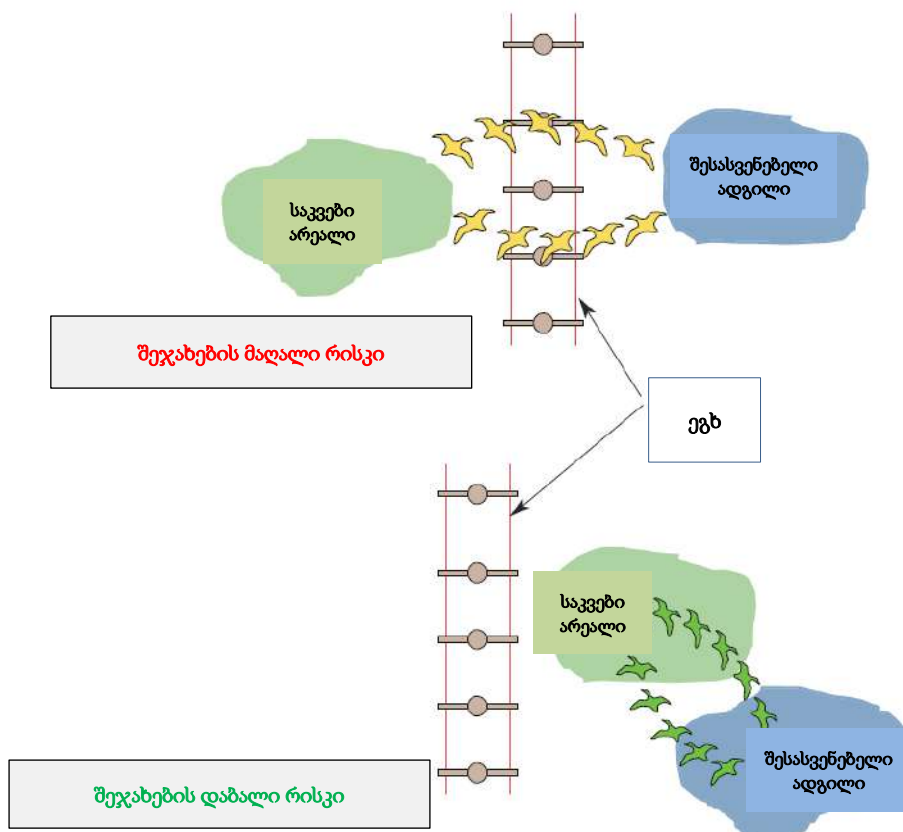 საკვები
არეალი
შესასვენებელი
ადგილი
შეჯახების მაღალი რისკი
ეგხ
საკვები
არეალი
შესასვენებელი
ადგილი
შეჯახების დაბალი რისკი